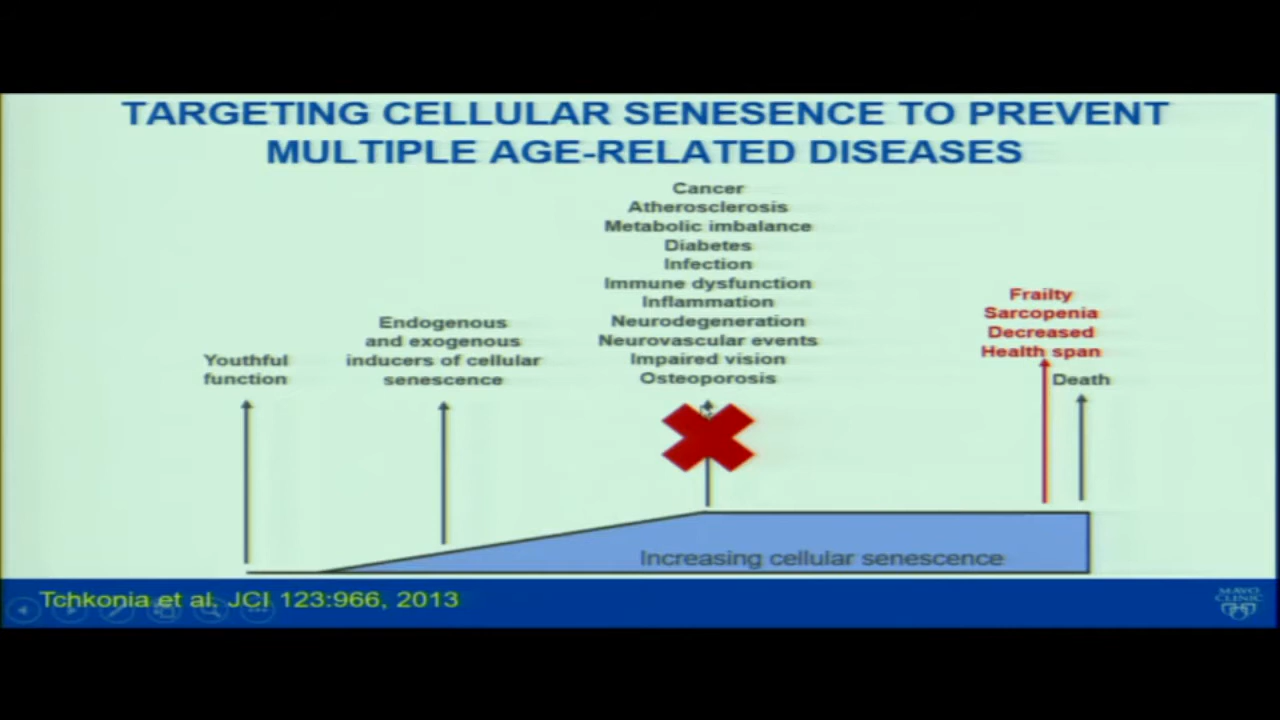 TARGETING CELLULAR SENESENCE TO PREVENT
MULTIPLE AGE-RELATED DISEASES
Cancer
Atherosclerosis
Metabolic imbalance
Diabetes
Infection
Immune dysfunction
Inflammation
Neurodegeneration
Neurovascular events
Impaired vision
Osteoporosis
Endogenous
and exogenous
inducers of cellular
senescence
Youthful
function
Frailty
Sarcopenia
Decreased
Health span
Death
Increasing cellular senescence
Tchkonia et al. JCI 123:966, 2013
MAYO
CLINIC